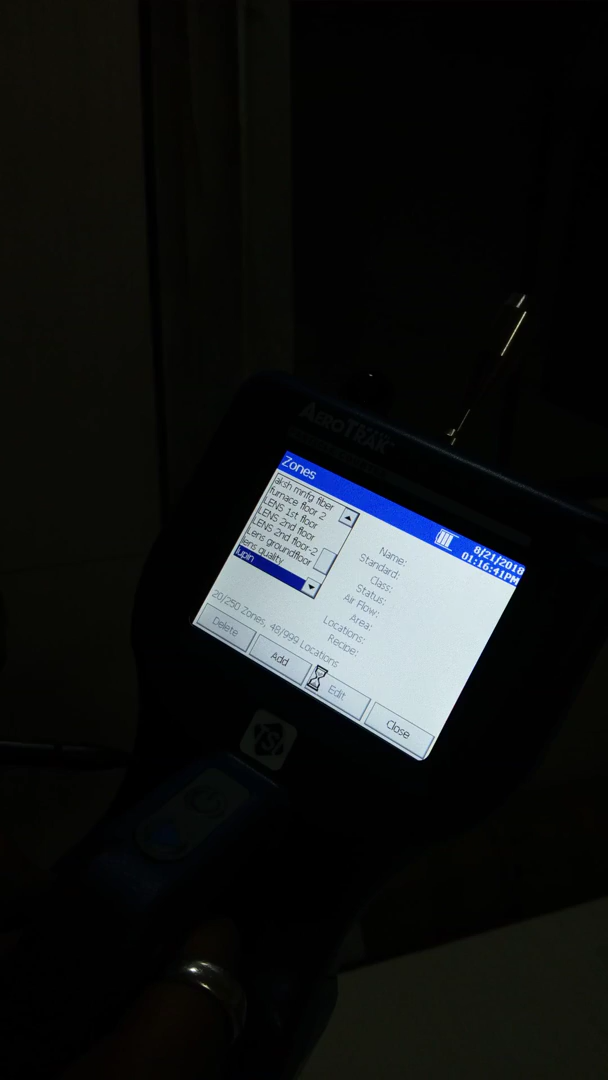 AEROTRAK
Zones
8/21/2018
01:16:41PM
aksh mnfg fiber
furnace floor 2
LENS 1st floor
LENS 2nd floor
LENS 2nd floor-2
Lens groundfloor
lens quality
lupin
Name:
Standard:
Class:
Status:
Air Flow:
Area:
Locations:
Recipe:
20/250 Zones, 48/999 Locations
Delete
Add
Edit
Close
TSI